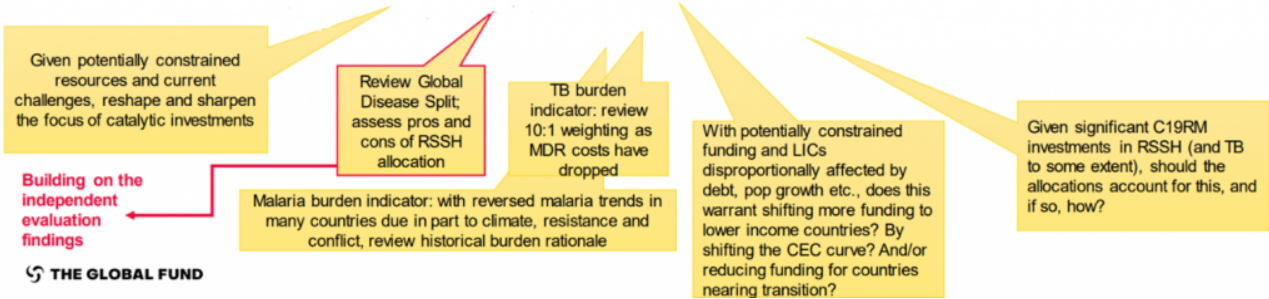 Given potentially constrained
resources and current
challenges, reshape and sharpen
the focus of catalytic investments
Review Global
Disease Split;
assess pros and
cons of RSSH
allocation
TB burden
indicator: review
10:1 weighting as
MDR costs have
dropped
With potentially constrained
funding and LICs
disproportionally affected by
debt, pop growth etc., does this
warrant shifting more funding to
lower income countries? By
shifting the CEC curve? And/or
reducing funding for countries
nearing transition?
Given significant C19RM
investments in RSSH (and TB
to some extent), should the
allocations account for this, and
if so, how?
Building on the
independent
evaluation
findings
Malaria burden indicator: with reversed malaria trends in
many countries due in part to climate, resistance and
conflict, review historical burden rationale
THE GLOBAL FUND